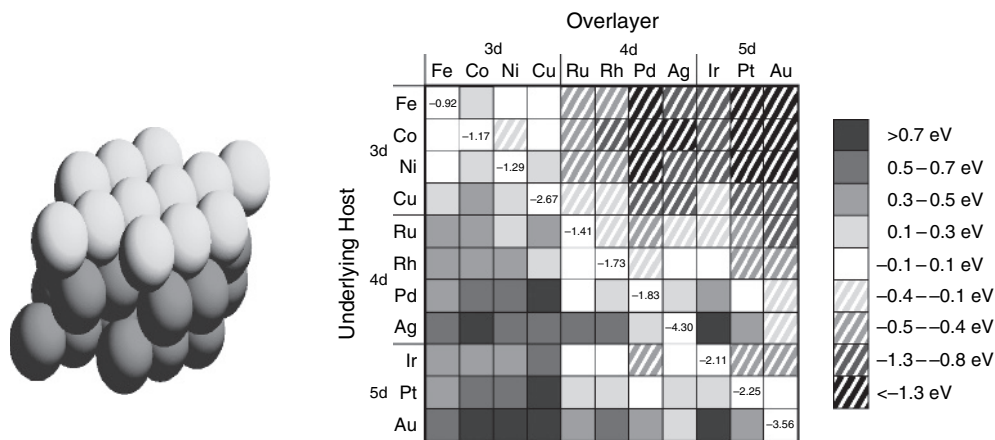 Overlayer
3d 4d 5d
Fe Co Ni Cu Ru Rh Pd Ag Ir Pt Au
Underlying Host
3d
4d
5d
Fe −0.92
Co −1.17
Ni −1.29
Cu −2.67
Ru −1.41
Rh −1.73
Pd −1.83
Ag −4.30
Ir −2.11
Pt −2.25
Au −3.56
>0.7 eV
0.5−0.7 eV
0.3−0.5 eV
0.1−0.3 eV
−0.1−0.1 eV
−0.4−−0.1 eV
−0.5−−0.4 eV
−1.3−−0.8 eV
<−1.3 eV